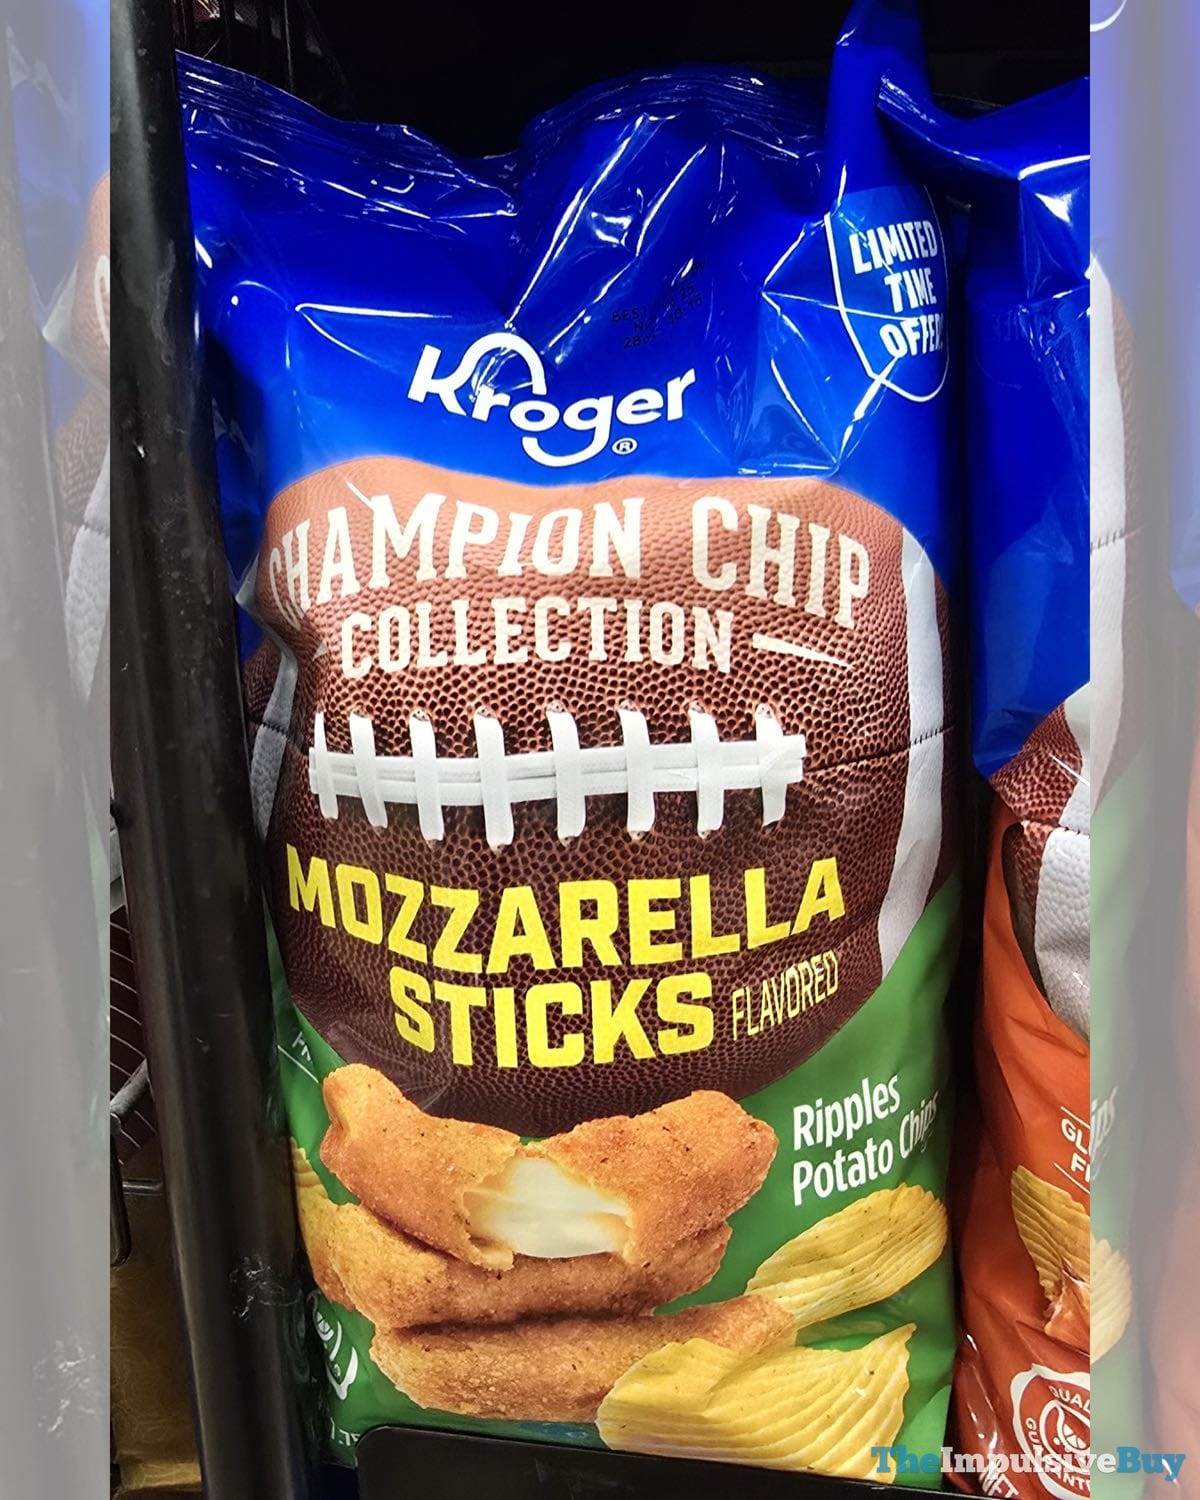 LIMITED
TIME
OFFER
Kroger®
CHAMPION CHIP
COLLECTION
MOZZARELLA
STICKS FLAVORED
Ripples
Potato Chips
TheImpulsiveBuy